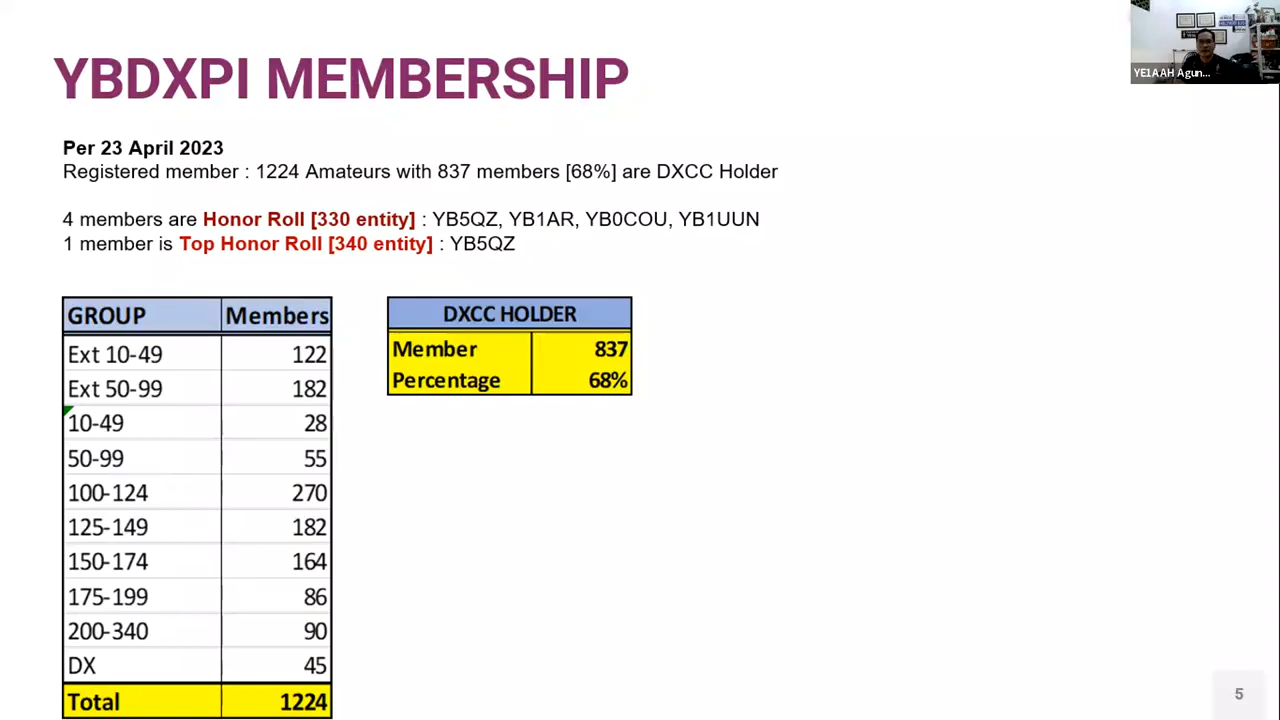 YBDXPI MEMBERSHIP
YE1AAH Agun...
Per 23 April 2023
Registered member : 1224 Amateurs with 837 members [68%] are DXCC Holder
4 members are Honor Roll [330 entity] : YB5QZ, YB1AR, YB0COU, YB1UUN
1 member is Top Honor Roll [340 entity] : YB5QZ
GROUP Members
Ext 10-49 122
Ext 50-99 182
10-49 28
50-99 55
100-124 270
125-149 182
150-174 164
175-199 86
200-340 90
DX 45
Total 1224
DXCC HOLDER
Member 837
Percentage 68%
5